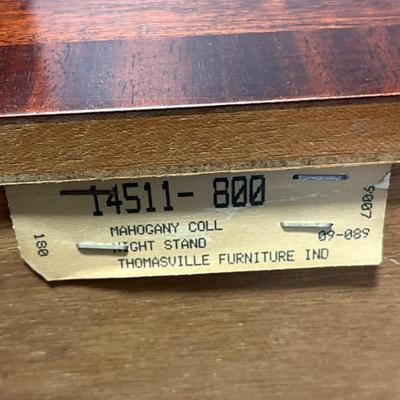 14511- 800
MAHOGANY COLL
NIGHT STAND
09-089
THOMASVILLE FURNITURE IND
180
9007